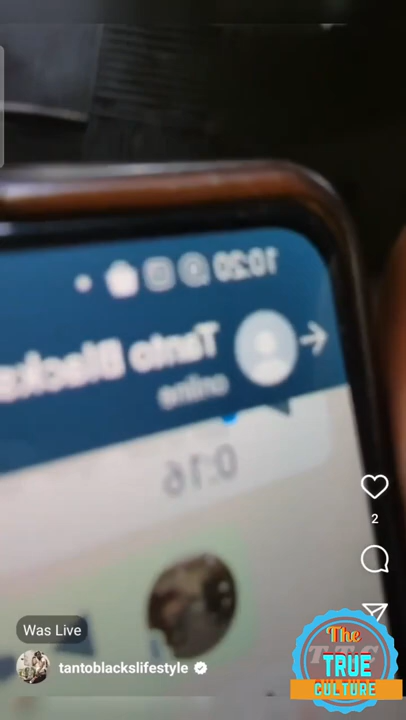 10:20
Tanto Blacks
online
0:16
2
Was Live
tantoblackslifestyle
The
T.T.C
TRUE
CULTURE